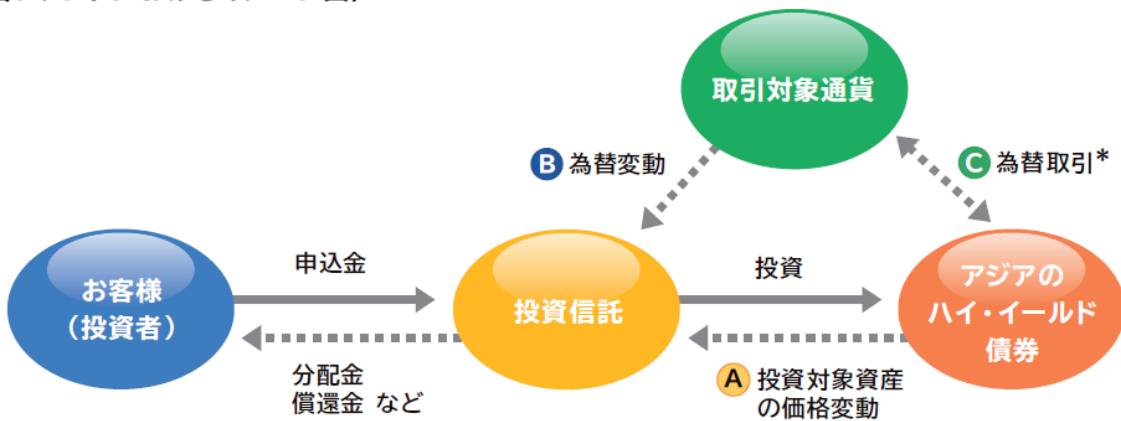 取引対象通貨
B 為替変動
C 為替取引*
申込金
投資
お客様
（投資者）
投資信託
アジアの
ハイ・イールド
債券
分配金
償還金 など
A 投資対象資産
の価格変動